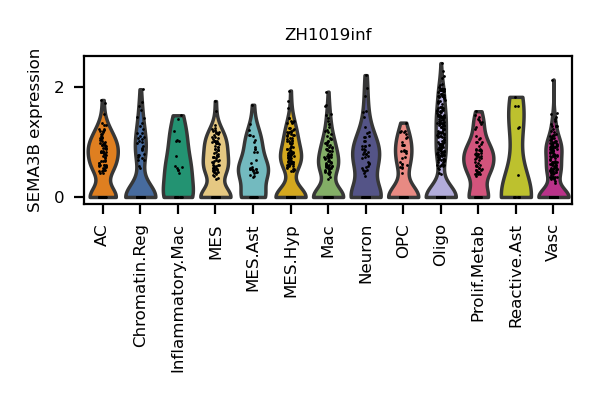 ZH1019inf
SEMA3B expression
2
0
AC
Chromatin.Reg
Inflammatory.Mac
MES
MES.Ast
MES.Hyp
Mac
Neuron
OPC
Oligo
Prolif.Metab
Reactive.Ast
Vasc